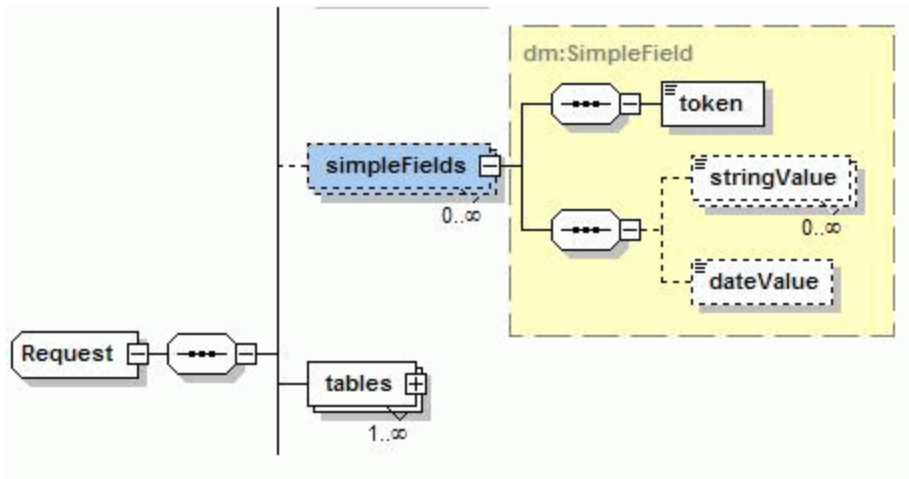 dm:SimpleField
token
simpleFields
0..∞
stringValue
0..∞
dateValue
Request
tables
1..∞